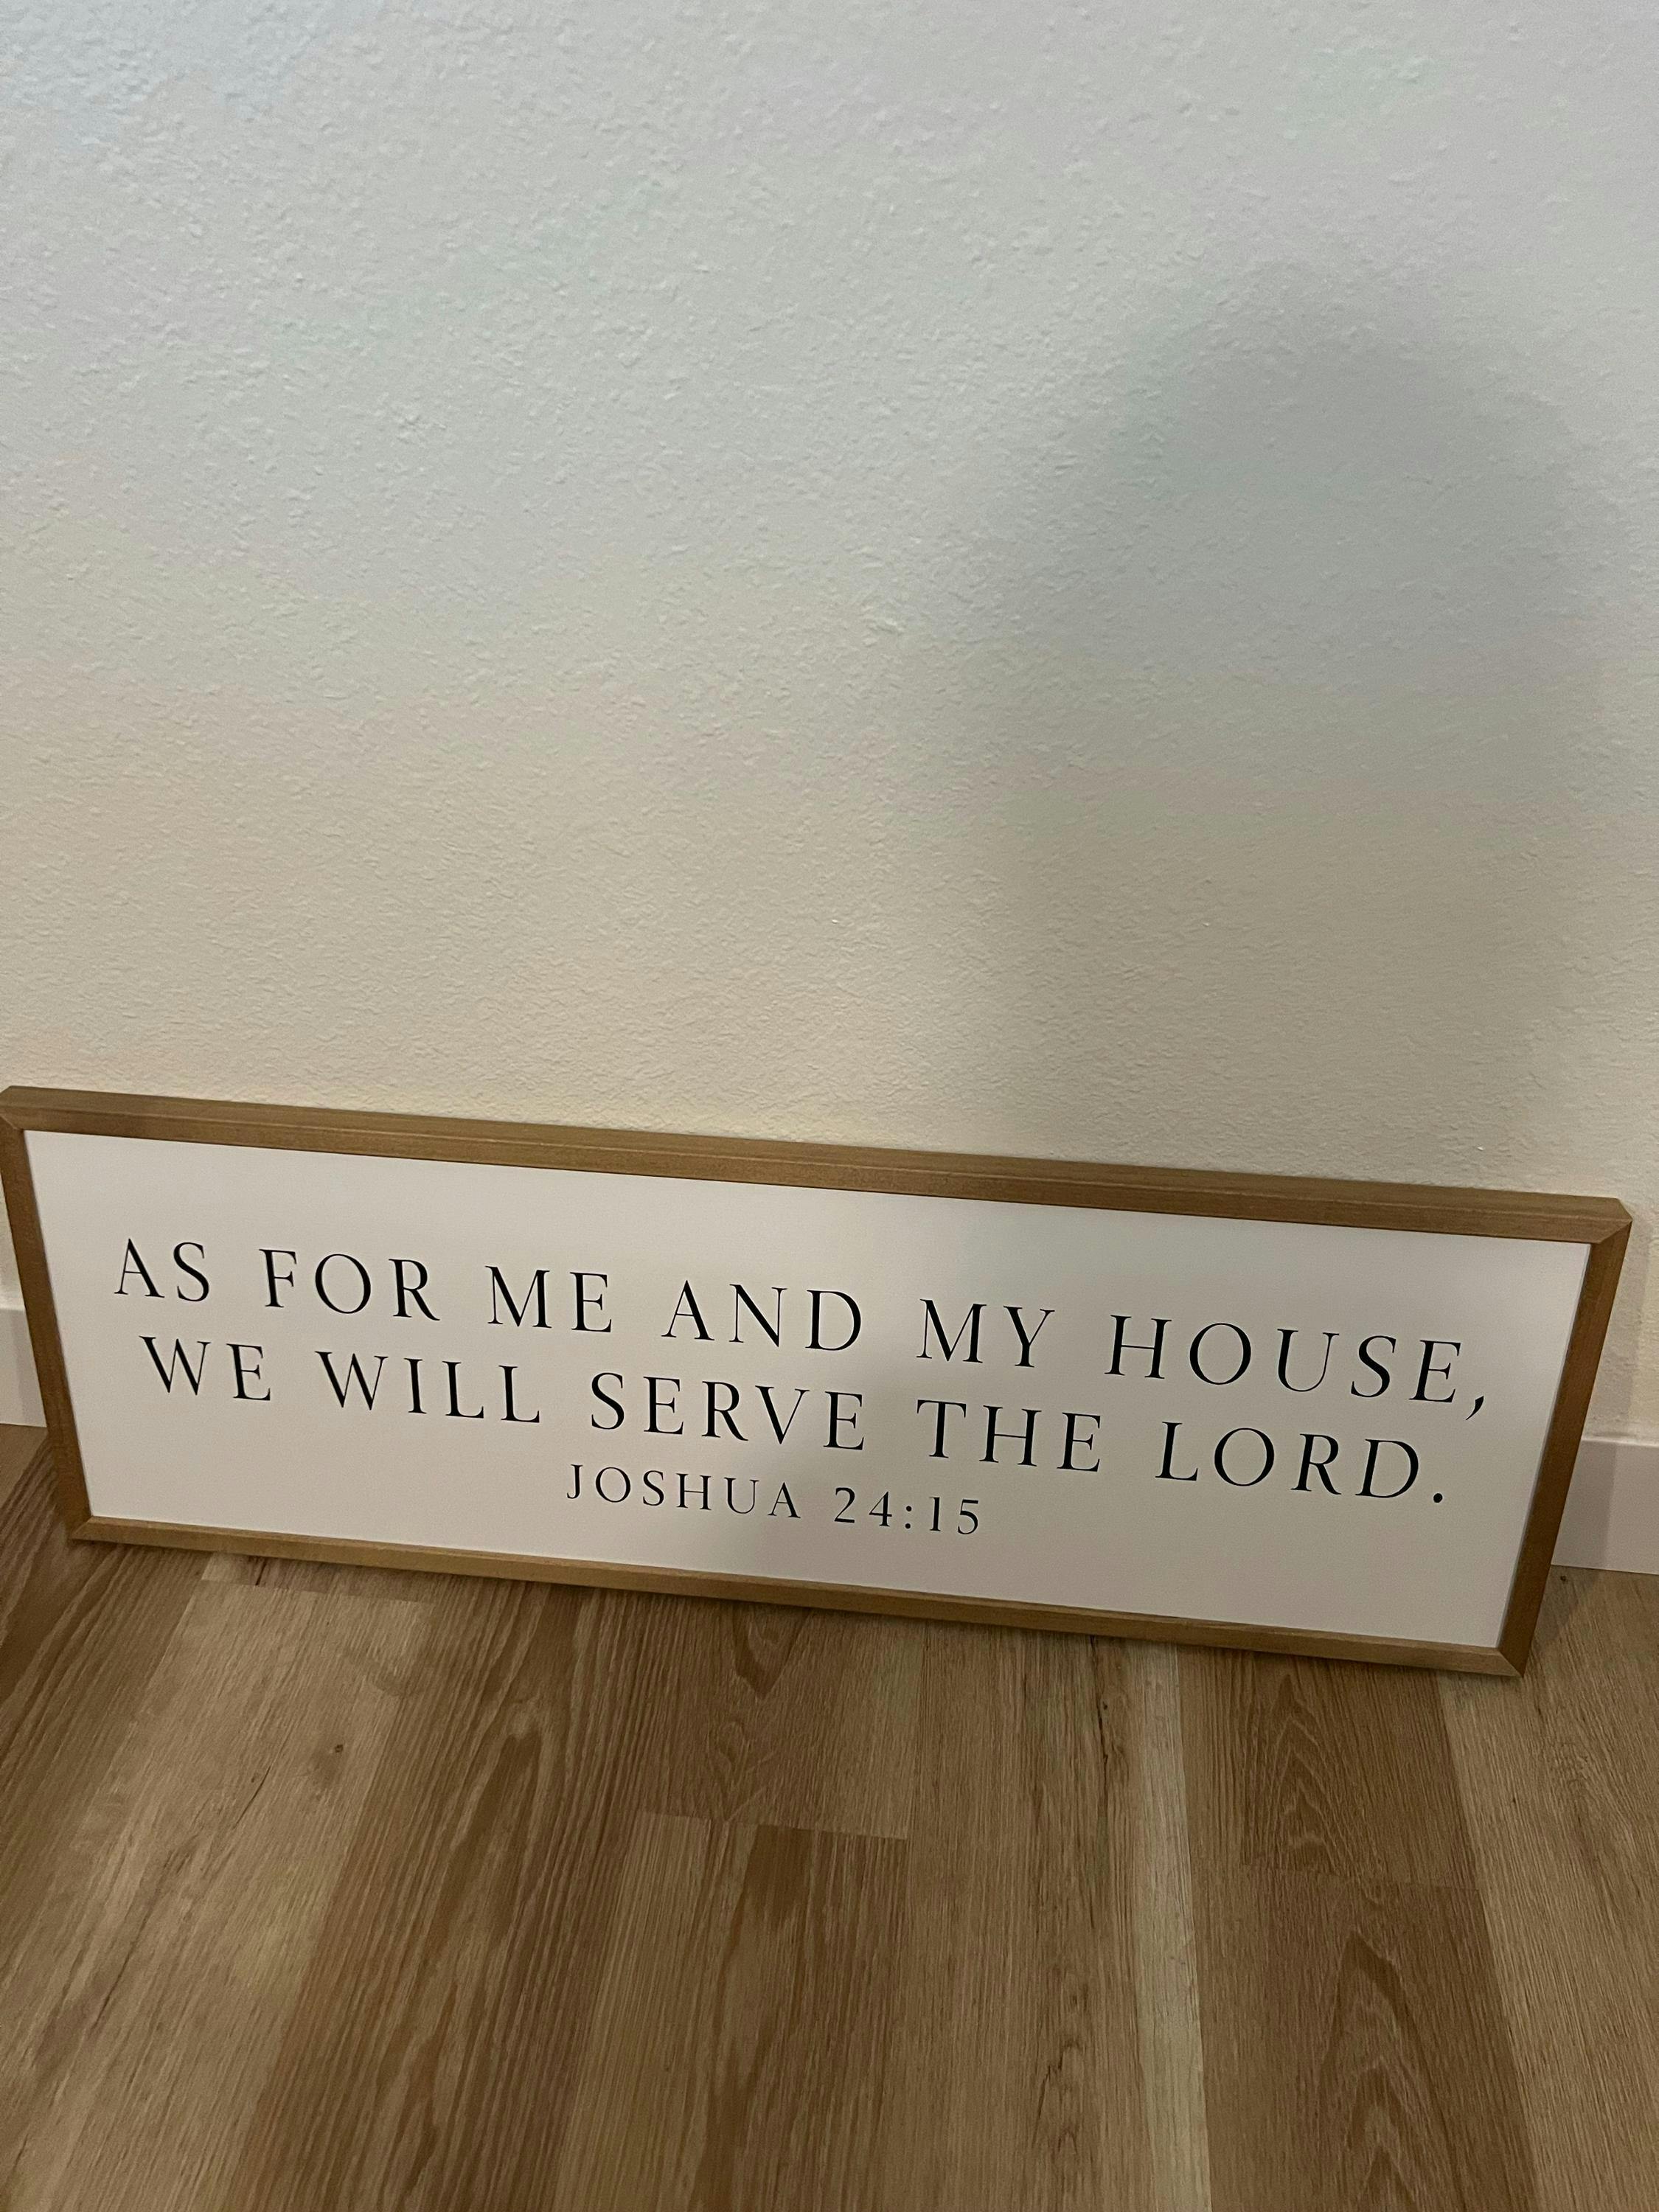 AS FOR ME AND MY HOUSE,
WE WILL SERVE THE LORD.
JOSHUA 24:15